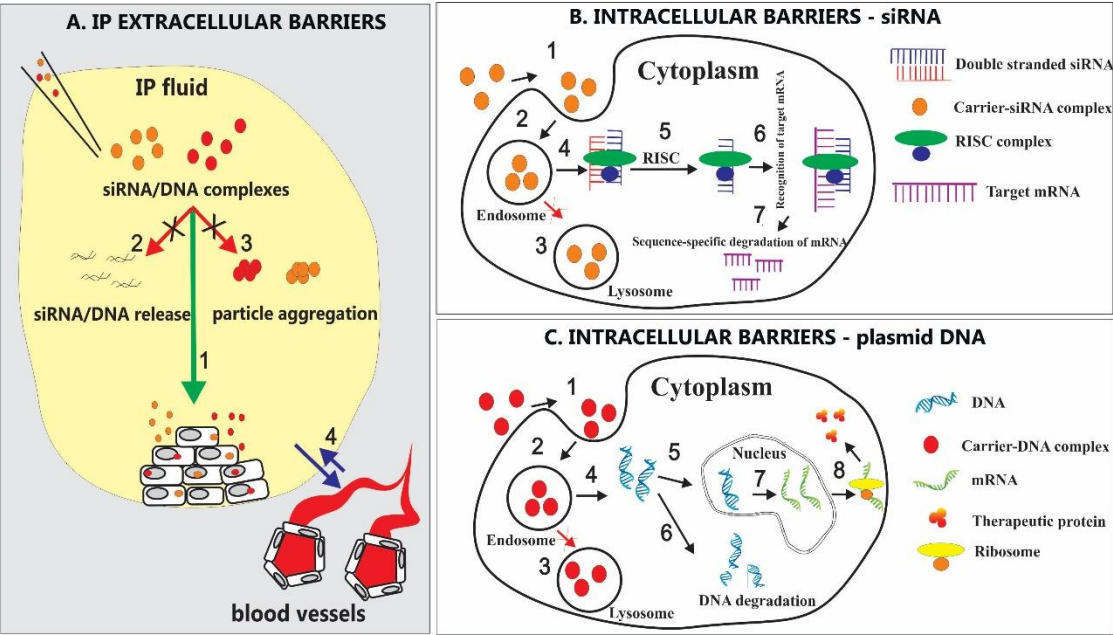 A. IP EXTRACELLULAR BARRIERS
IP fluid
siRNA/DNA complexes
2
3
siRNA/DNA release
particle aggregation
1
4
blood vessels
B. INTRACELLULAR BARRIERS - siRNA
1
Cytoplasm
2
4
5
RISC
6
Recognition of target mRNA
Endosome
7
3
Sequence-specific degradation of mRNA
Lysosome
Double stranded siRNA
Carrier-siRNA complex
RISC complex
Target mRNA
C. INTRACELLULAR BARRIERS - plasmid DNA
1
Cytoplasm
2
4
5
Nucleus
7
8
Endosome
6
3
Lysosome
DNA degradation
DNA
Carrier-DNA complex
mRNA
Therapeutic protein
Ribosome